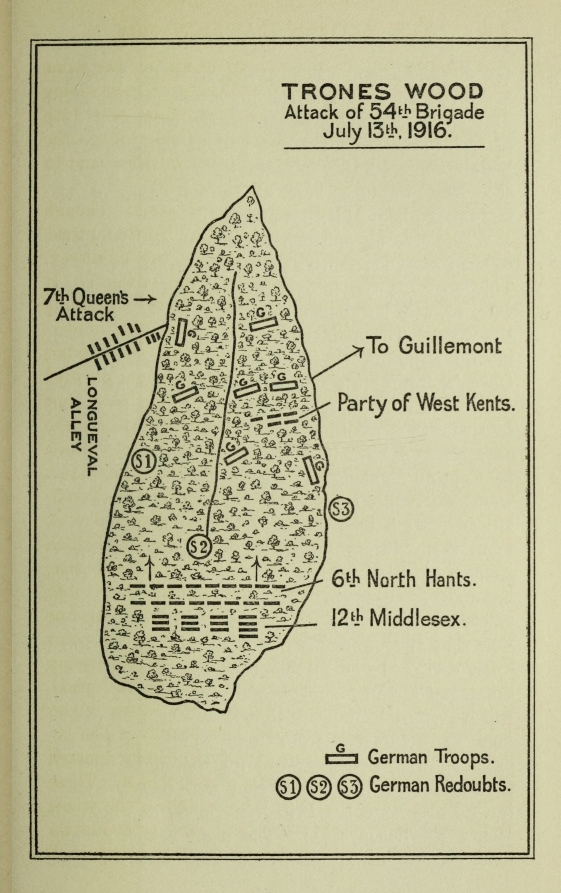 TRONES WOOD
Attack of 54th Brigade
July 13th, 1916.
7th Queen's →
Attack
G
G
To Guillemont
LONGUEVAL
ALLEY
G
G
G
Party of West Kents.
S1
G
G
S3
S2
6th North Hants.
12th Middlesex.
G
German Troops.
S1 S2 S3 German Redoubts.